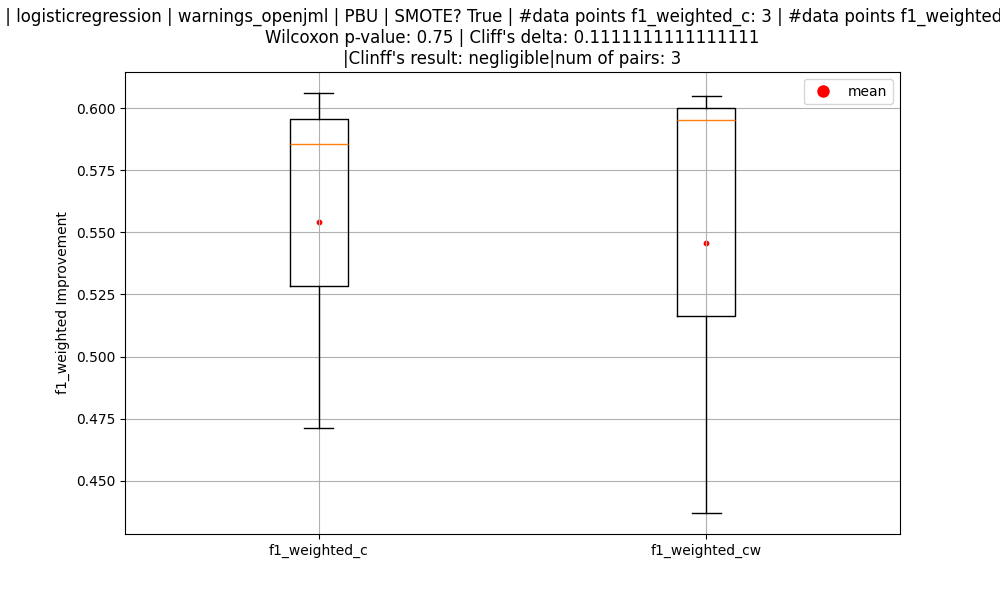 | logisticregression | warnings_openjml | PBU | SMOTE? True | #data points f1_weighted_c: 3 | #data points f1_weighted
Wilcoxon p-value: 0.75 | Cliff's delta: 0.1111111111111111
|Clinff's result: negligible|num of pairs: 3
mean
0.600
0.575
0.550
0.525
0.500
0.475
0.450
f1_weighted Improvement
f1_weighted_c
f1_weighted_cw